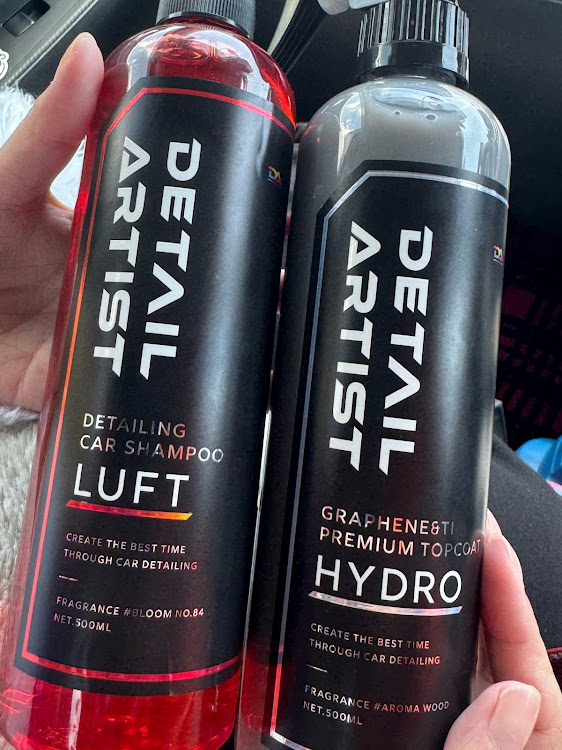 DETAIL
ARTIST
DA
DETAILING
CAR SHAMPOO
LUFT
CREATE THE BEST TIME
THROUGH CAR DETAILING
FRAGRANCE #BLOOM NO.84
NET.500ML
DETAIL
ARTIST
DA
GRAPHENE&TI
PREMIUM TOPCOAT
HYDRO
CREATE THE BEST TIME
THROUGH CAR DETAILING
FRAGRANCE #AROMA WOOD
NET.500ML